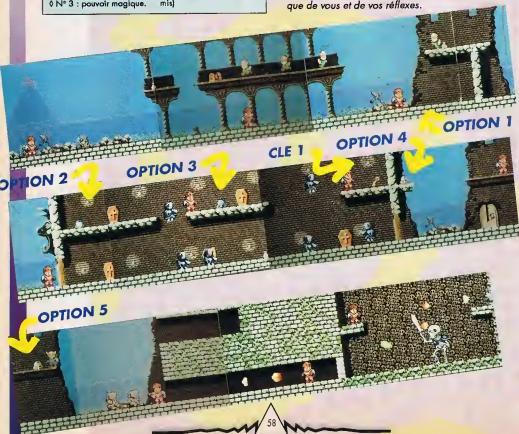 ◊ N° 3 : pouvoir magique. mis)
que de vous et de vos réflexes.
OPTION 2
OPTION 3
CLE 1
OPTION 4
OPTION 1
OPTION 5
58